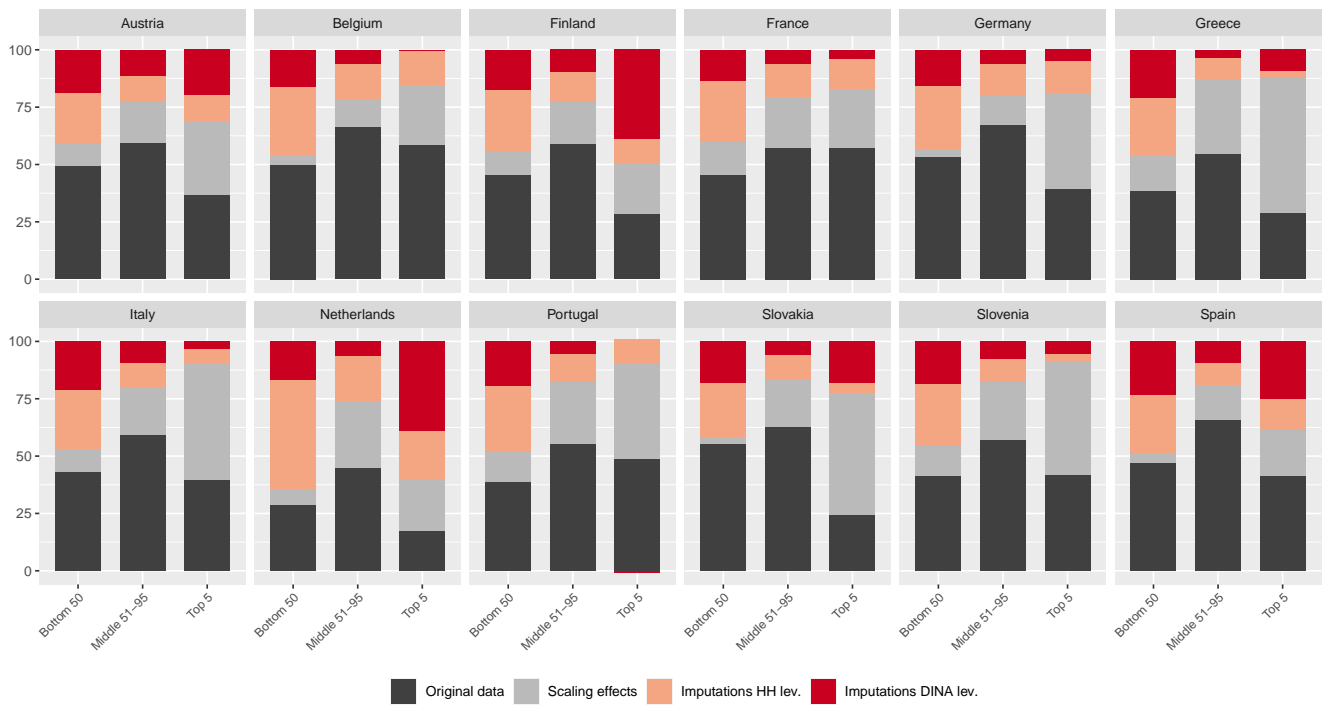 Austria Belgium Finland France Germany Greece
100
75
50
25
0
Italy Netherlands Portugal Slovakia Slovenia Spain
100
75
50
25
0
Bottom 50 Middle 51–95 Top 5 Bottom 50 Middle 51–95 Top 5 Bottom 50 Middle 51–95 Top 5 Bottom 50 Middle 51–95 Top 5 Bottom 50 Middle 51–95 Top 5 Bottom 50 Middle 51–95 Top 5
Original data Scaling effects Imputations HH lev. Imputations DINA lev.